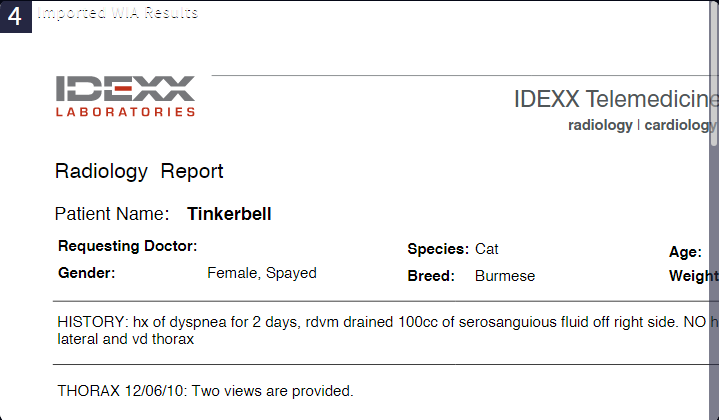 4 Imported WIA Results
IDEXX
LABORATORIES
IDEXX Telemedicine
radiology | cardiology
Radiology Report
Patient Name: Tinkerbell
Requesting Doctor:
Species: Cat
Age:
Gender: Female, Spayed
Breed: Burmese
Weight
HISTORY: hx of dyspnea for 2 days, rdvm drained 100cc of serosanguious fluid off right side. NO h
lateral and vd thorax
THORAX 12/06/10: Two views are provided.